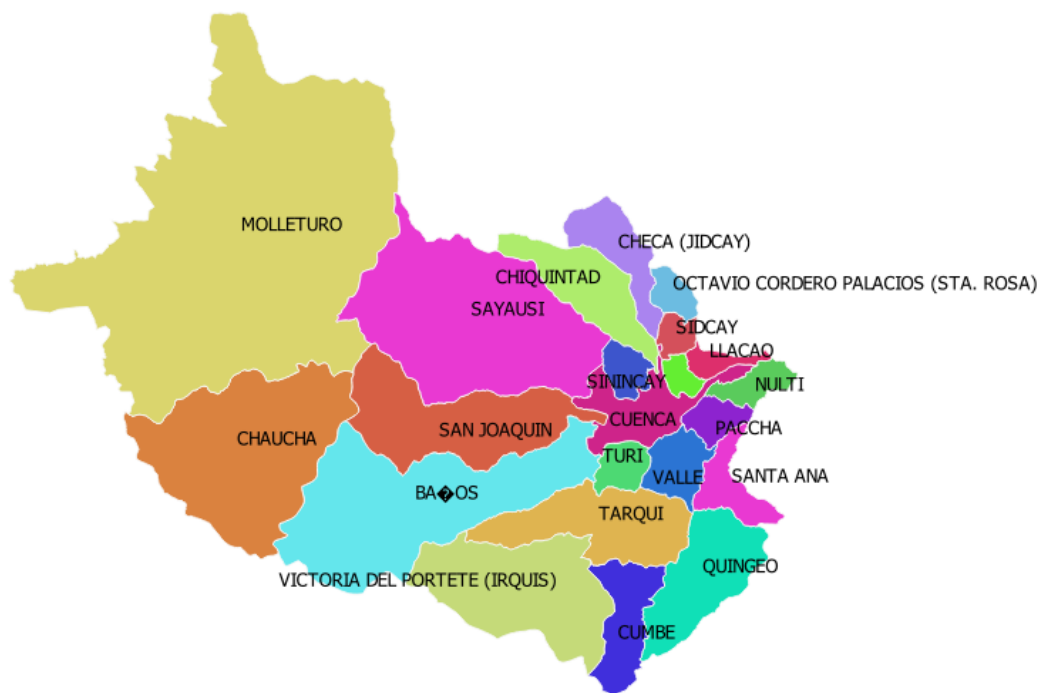 MOLLETURO
CHECA (JIDCAY)
CHIQUINTAD
OCTAVIO CORDERO PALACIOS (STA. ROSA)
SAYAUSI
SIDCAY
LLACAO
SININCAY
NULTI
CUENCA
PACCHA
SAN JOAQUIN
CHAUCHA
TURI
VALLE
SANTA ANA
BA�OS
TARQUI
QUINGEO
VICTORIA DEL PORTETE (IRQUIS)
CUMBE